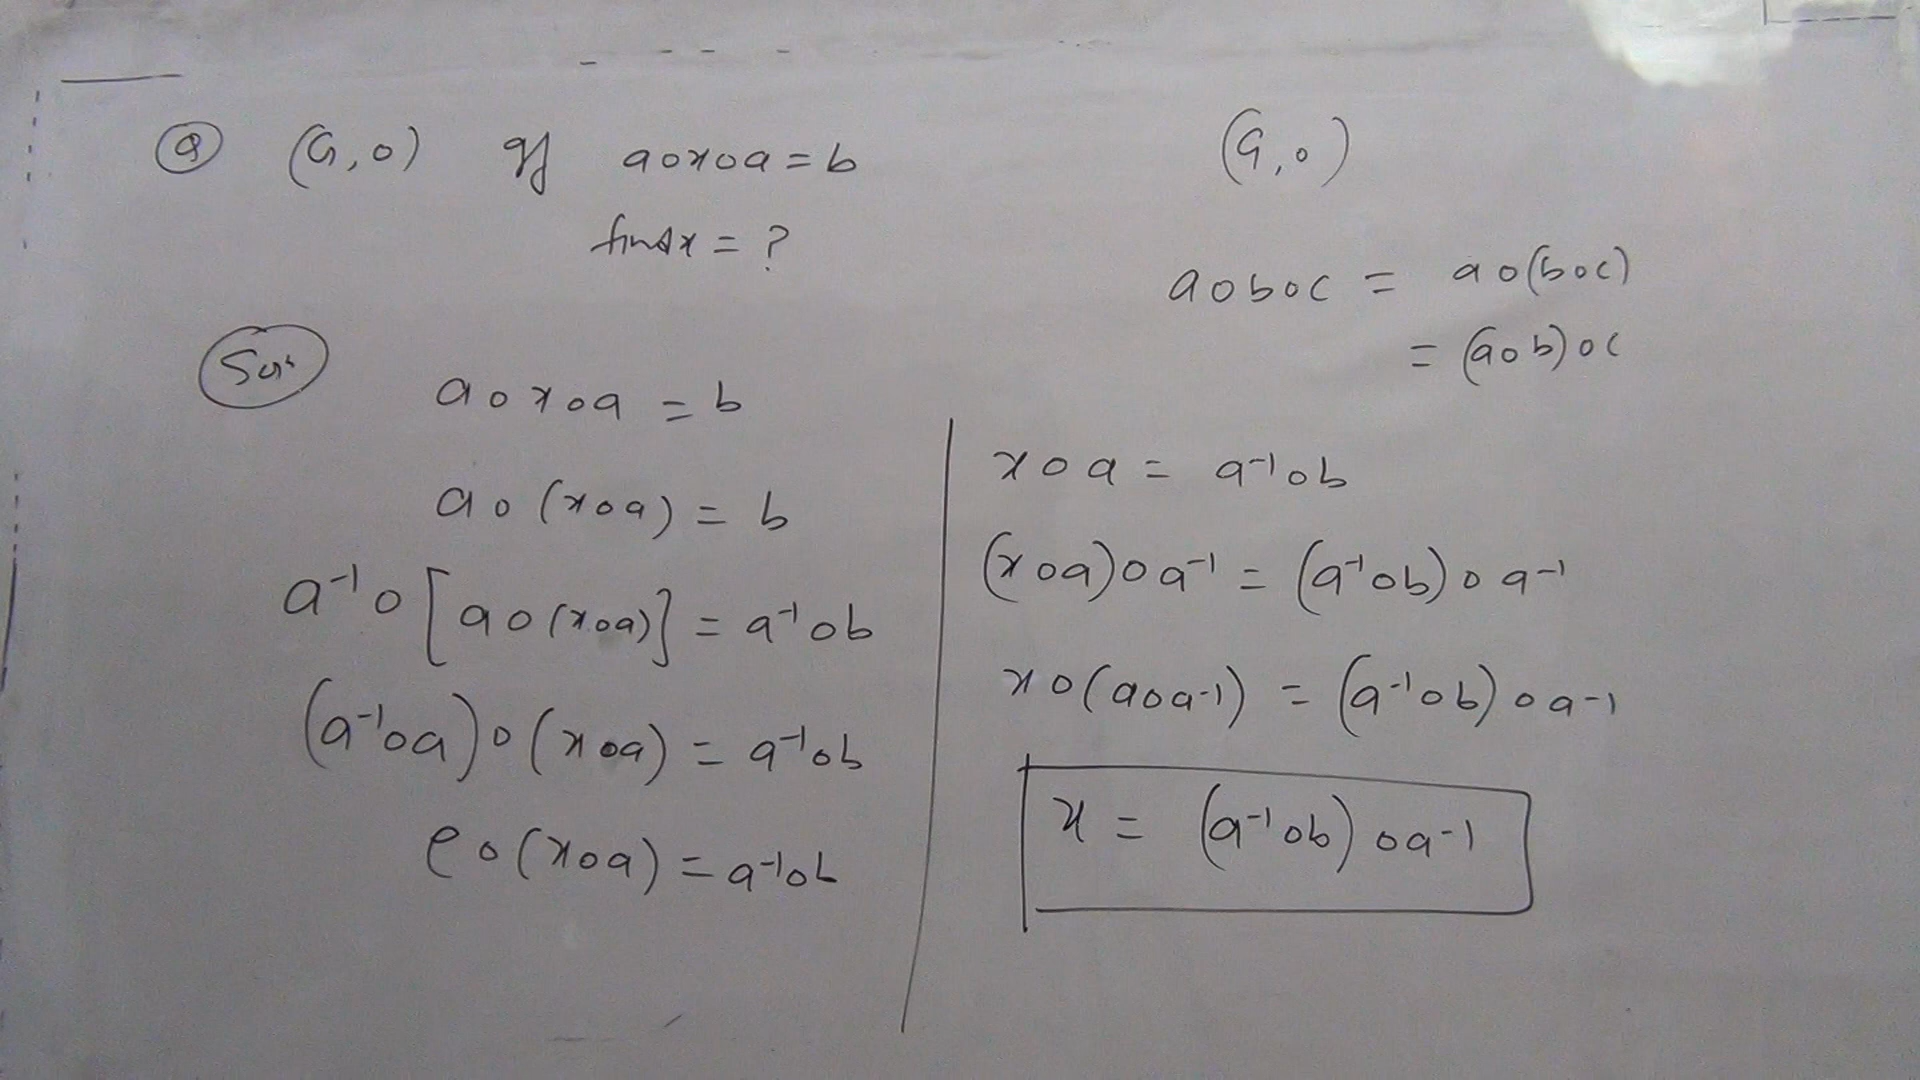 Q (G,o) If aoxoa = b
find x = ?
(G,o)
aoboc = ao(boc)
= (aob)oc
Soln
aoxoa = b
ao(xoa) = b
a⁻¹o[ao(xoa)] = a⁻¹ob
(a⁻¹oa)o(xoa) = a⁻¹ob
eo(xoa) = a⁻¹ob
xoa = a⁻¹ob
(xoa)oa⁻¹ = (a⁻¹ob)oa⁻¹
xo(aoa⁻¹) = (a⁻¹ob)oa⁻¹
x = (a⁻¹ob)oa⁻¹